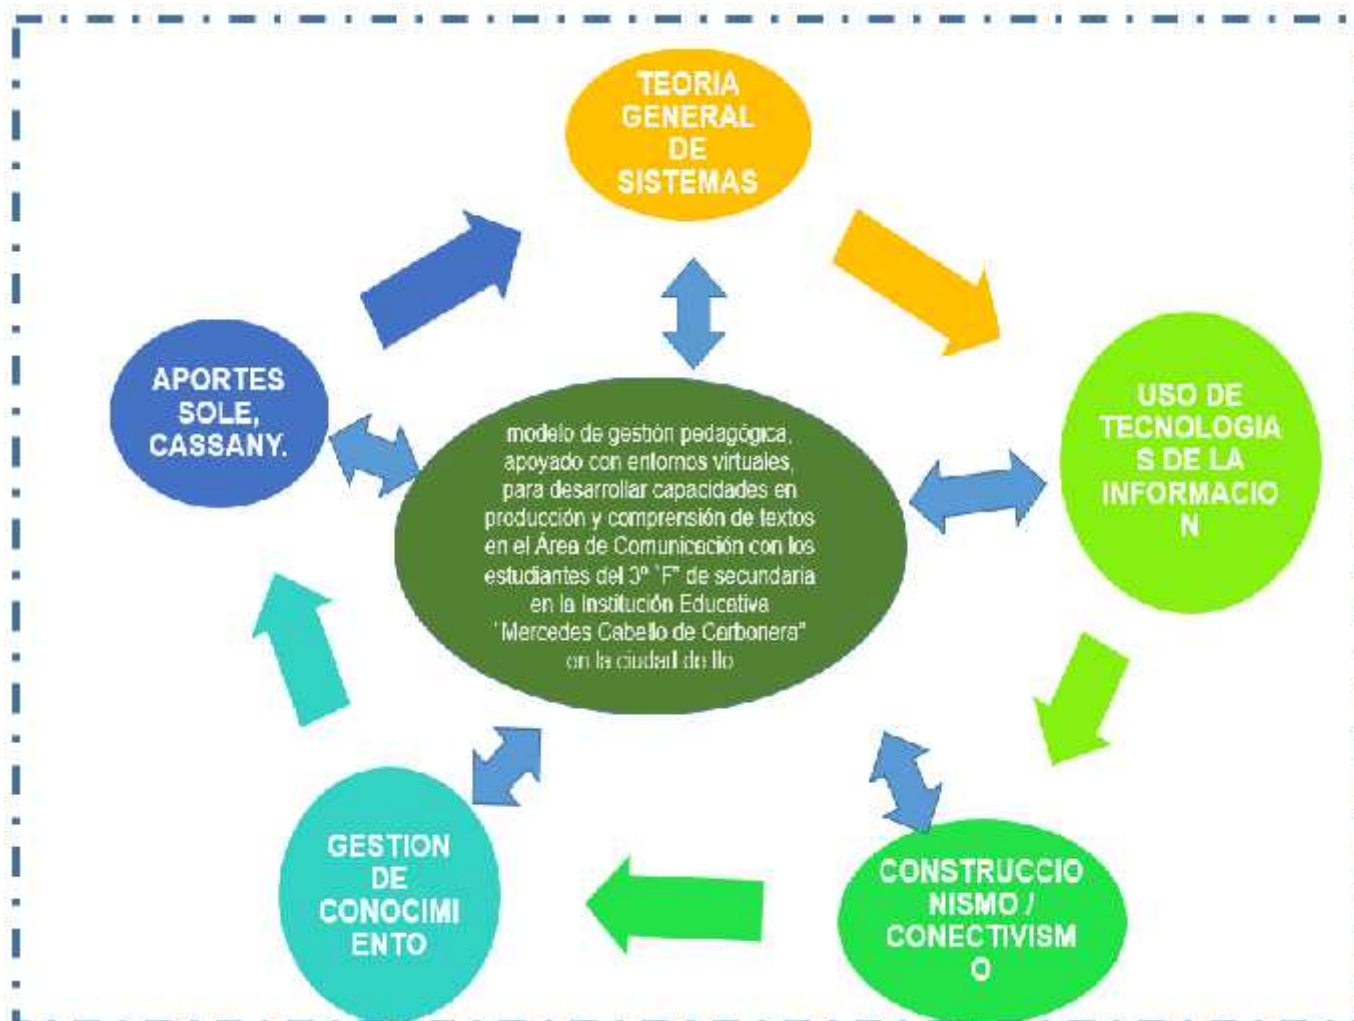 TEORIA
GENERAL
DE
SISTEMAS
APORTES
SOLE,
CASSANY.
USO DE
TECNOLOGIA
S DE LA
INFORMACIO
N
modelo de gestión pedagógica,
apoyado con entornos virtuales,
para desarrollar capacidades en
producción y comprensión de textos
en el Área de Comunicación con los
estudiantes del 3º "F" de secundaria
en la Institución Educativa
"Mercedes Cabello de Carbonera"
en la ciudad de Ilo
GESTION
DE
CONOCIMI
ENTO
CONSTRUCCIO
NISMO /
CONECTIVISM
O